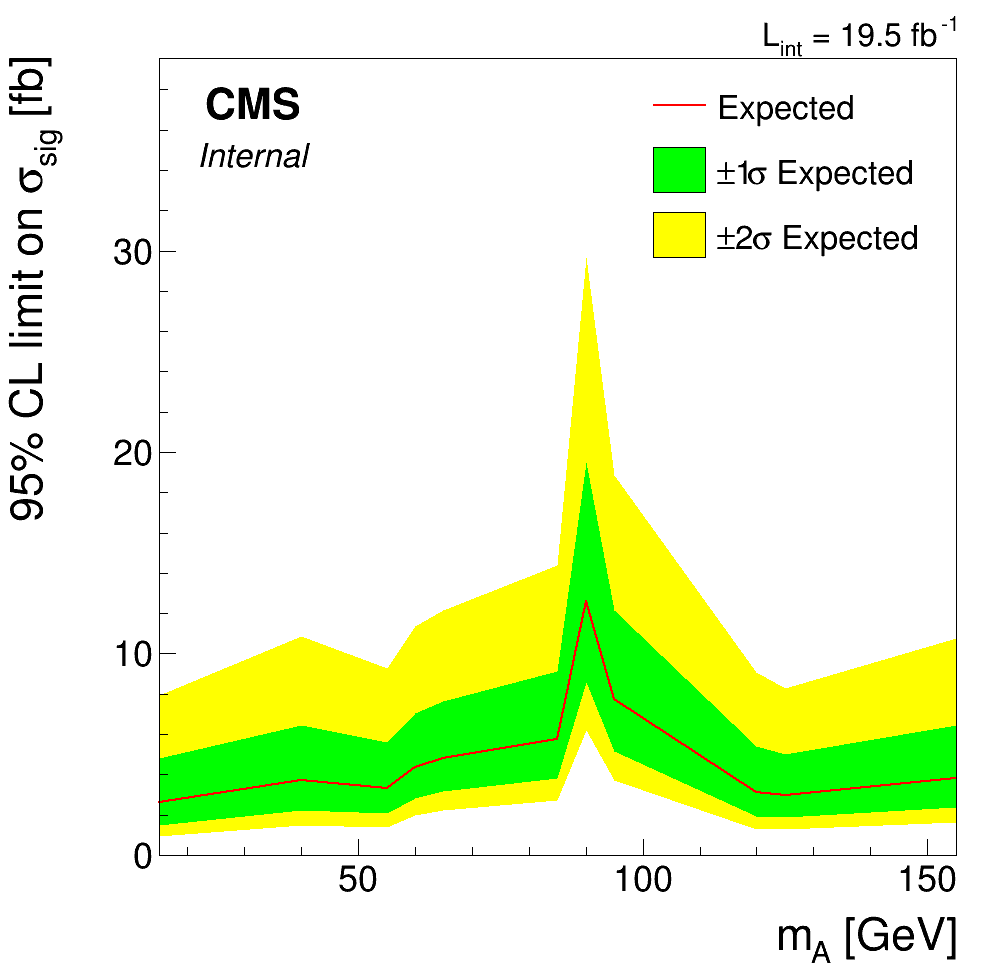 L_int = 19.5 fb^-1
95% CL limit on σ_sig [fb]
CMS
Internal
Expected
±1σ Expected
±2σ Expected
30
20
10
0
50
100
150
m_A [GeV]